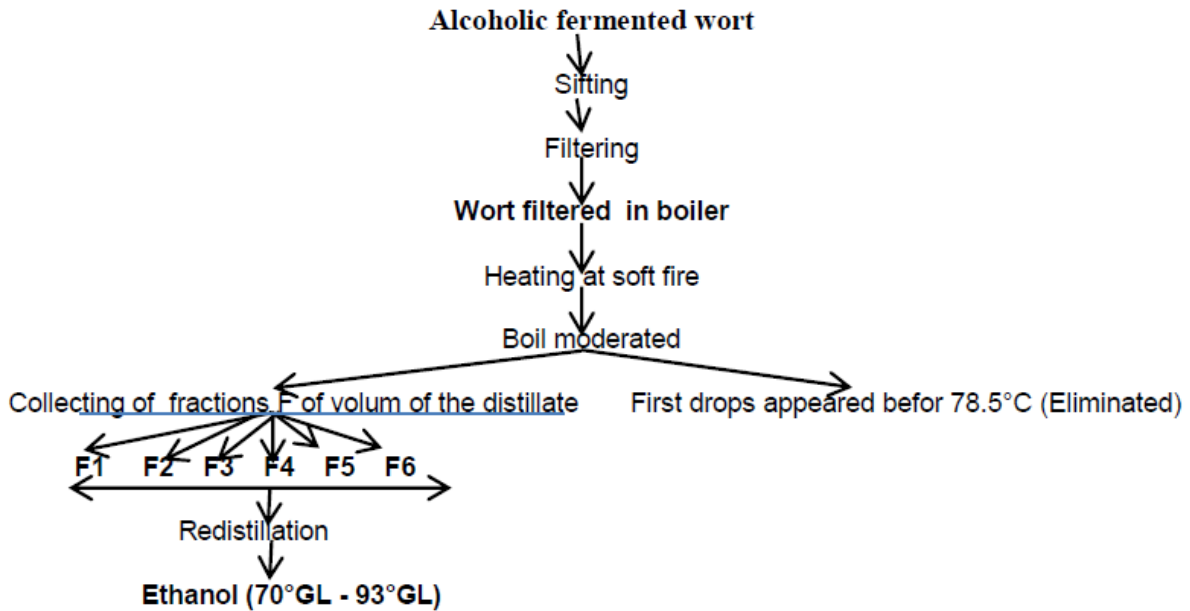 Alcoholic fermented wort
Sifting
Filtering
Wort filtered in boiler
Heating at soft fire
Boil moderated
Collecting of fractions F of volum of the distillate
First drops appeared befor 78.5°C (Eliminated)
F1 F2 F3 F4 F5 F6
Redistillation
Ethanol (70°GL - 93°GL)